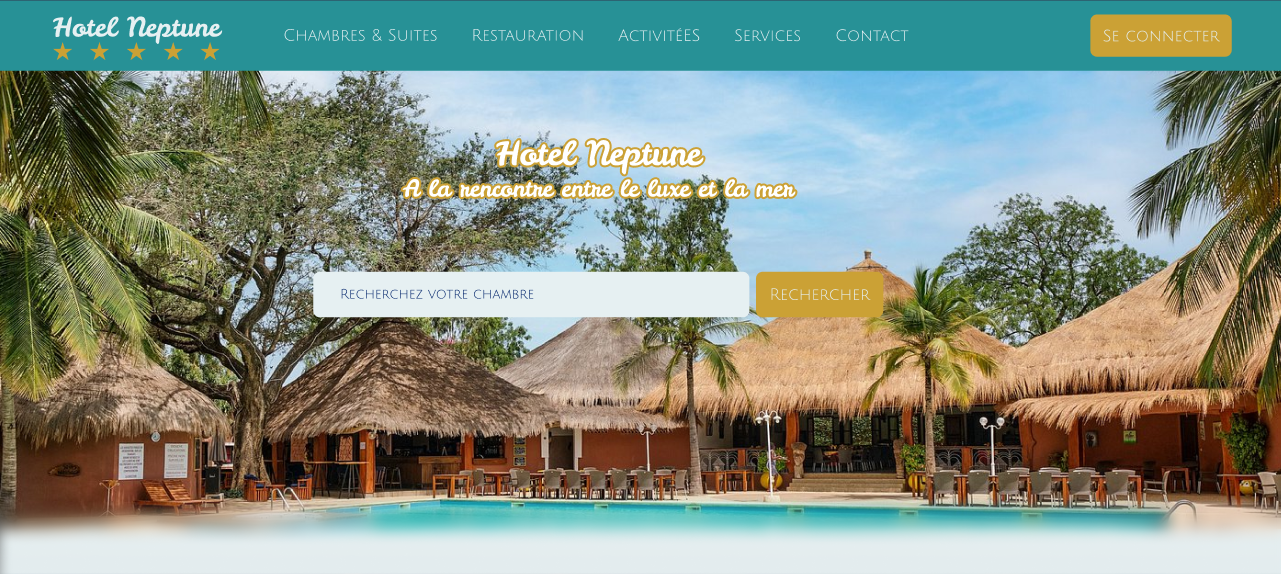 Hotel Neptune
Chambres & Suites Restauration ActivitéES Services Contact Se connecter
Hotel Neptune
A la rencontre entre le luxe et la mer
Recherchez votre chambre Rechercher